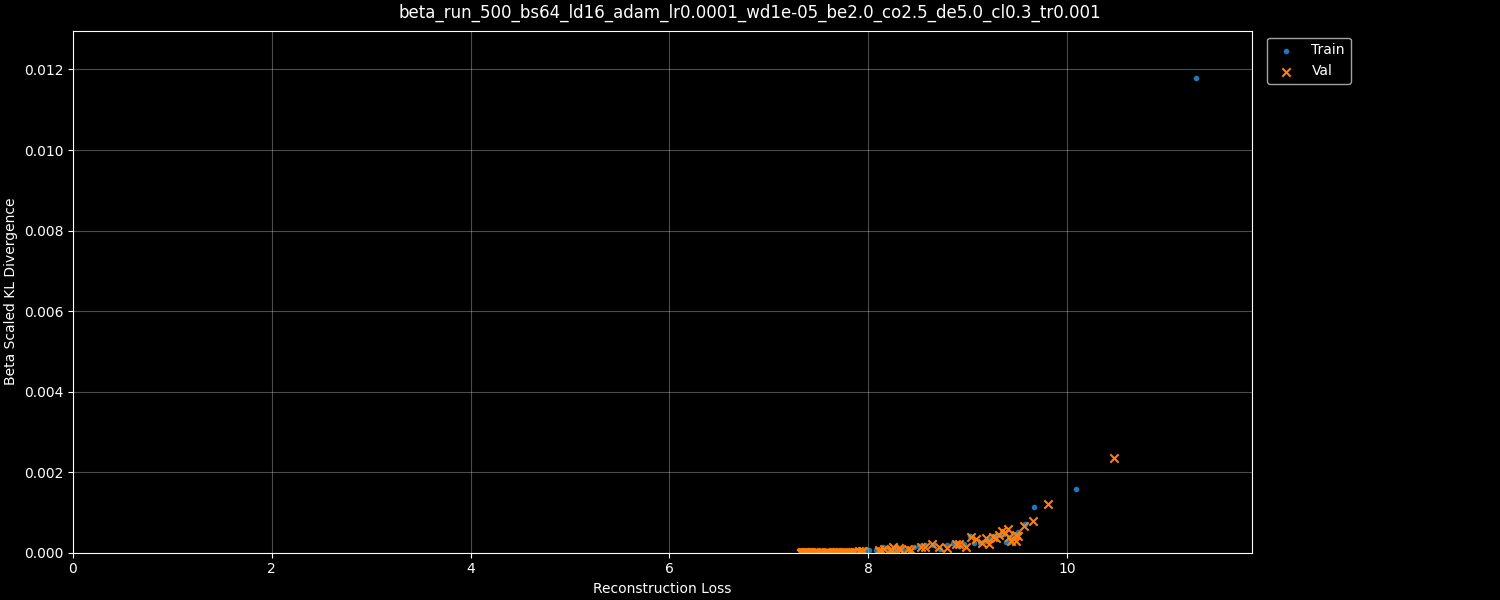 beta_run_500_bs64_ld16_adam_lr0.0001_wd1e-05_be2.0_co2.5_de5.0_cl0.3_tr0.001
Train
Val
Beta Scaled KL Divergence
0.012
0.010
0.008
0.006
0.004
0.002
0.000
0
2
4
6
8
10
Reconstruction Loss